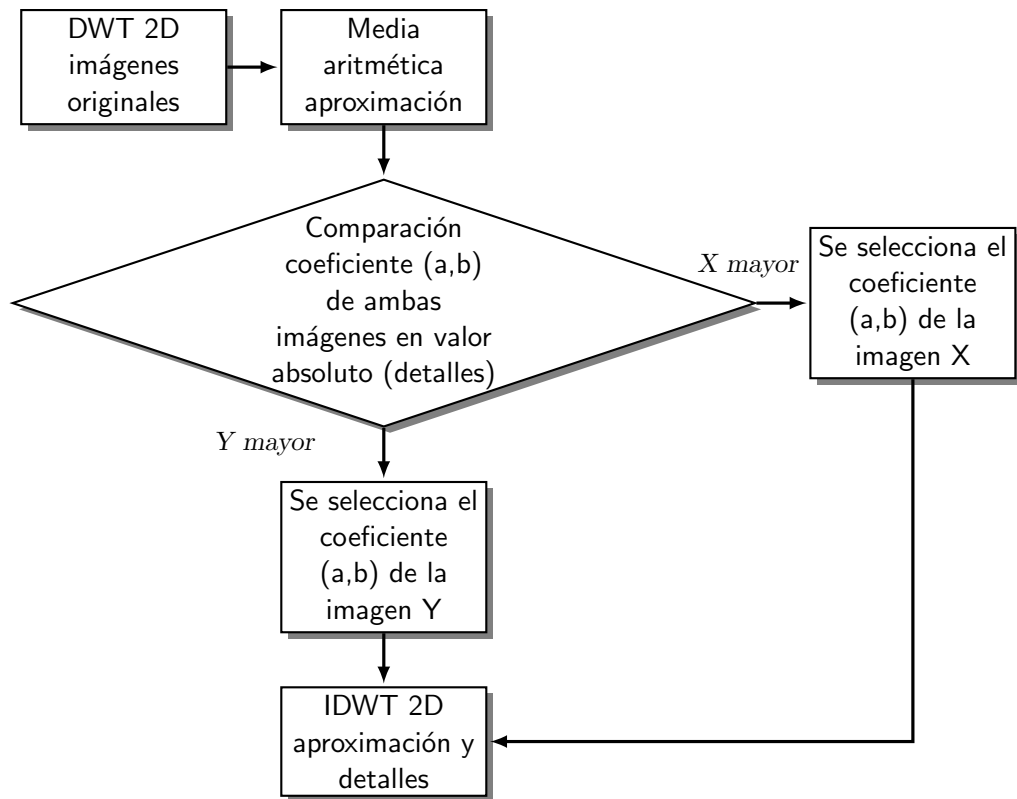 DWT 2D
imágenes
originales
Media
aritmética
aproximación
Comparación
coeficiente (a,b)
de ambas
imágenes en valor
absoluto (detalles)
X mayor
Se selecciona el
coeficiente
(a,b) de la
imagen X
Y mayor
Se selecciona el
coeficiente
(a,b) de la
imagen Y
IDWT 2D
aproximación y
detalles